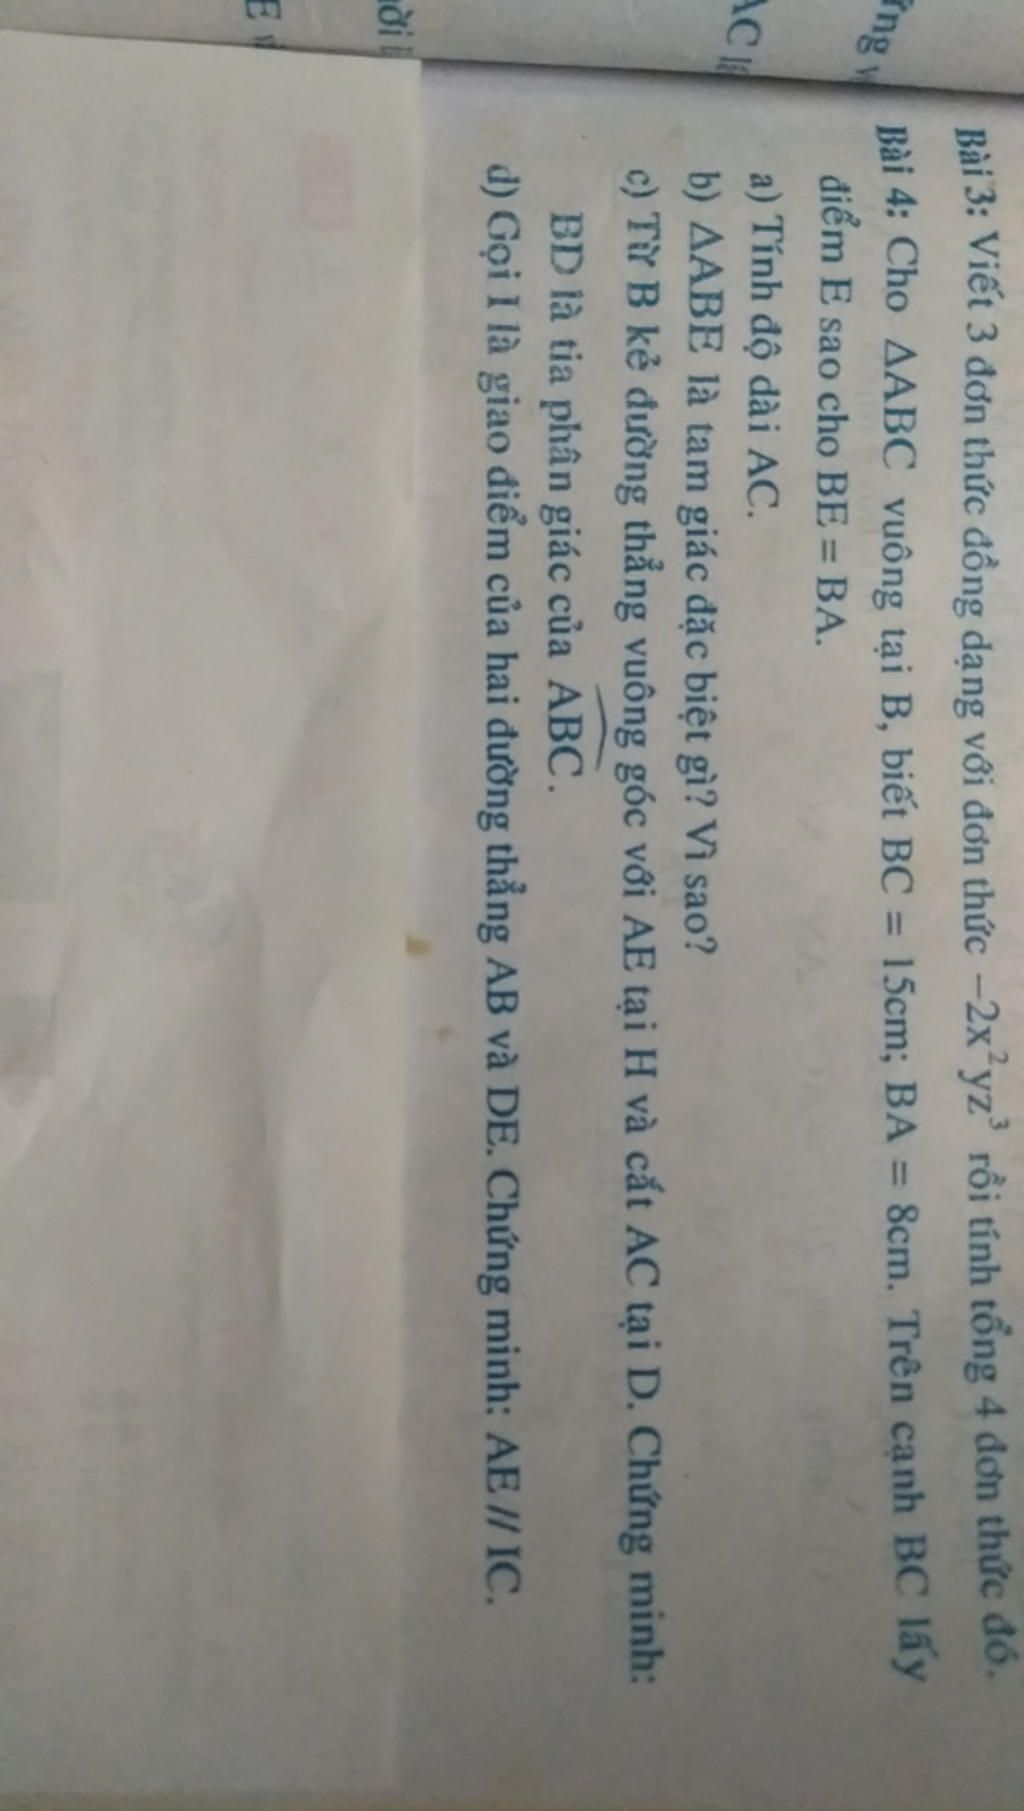 Bài 3: Viết 3 đơn thức đồng dạng với đơn thức −2x²yz³ rồi tính tổng 4 đơn thức đó.
Bài 4: Cho ΔABC vuông tại B, biết BC = 15cm; BA = 8cm. Trên cạnh BC lấy
điểm E sao cho BE = BA.
a) Tính độ dài AC.
b) ΔABE là tam giác đặc biệt gì? Vì sao?
c) Từ B kẻ đường thẳng vuông góc với AE tại H và cắt AC tại D. Chứng minh:
BD là tia phân giác của ABC.
d) Gọi I là giao điểm của hai đường thẳng AB và DE. Chứng minh: AE // IC.
AC
E